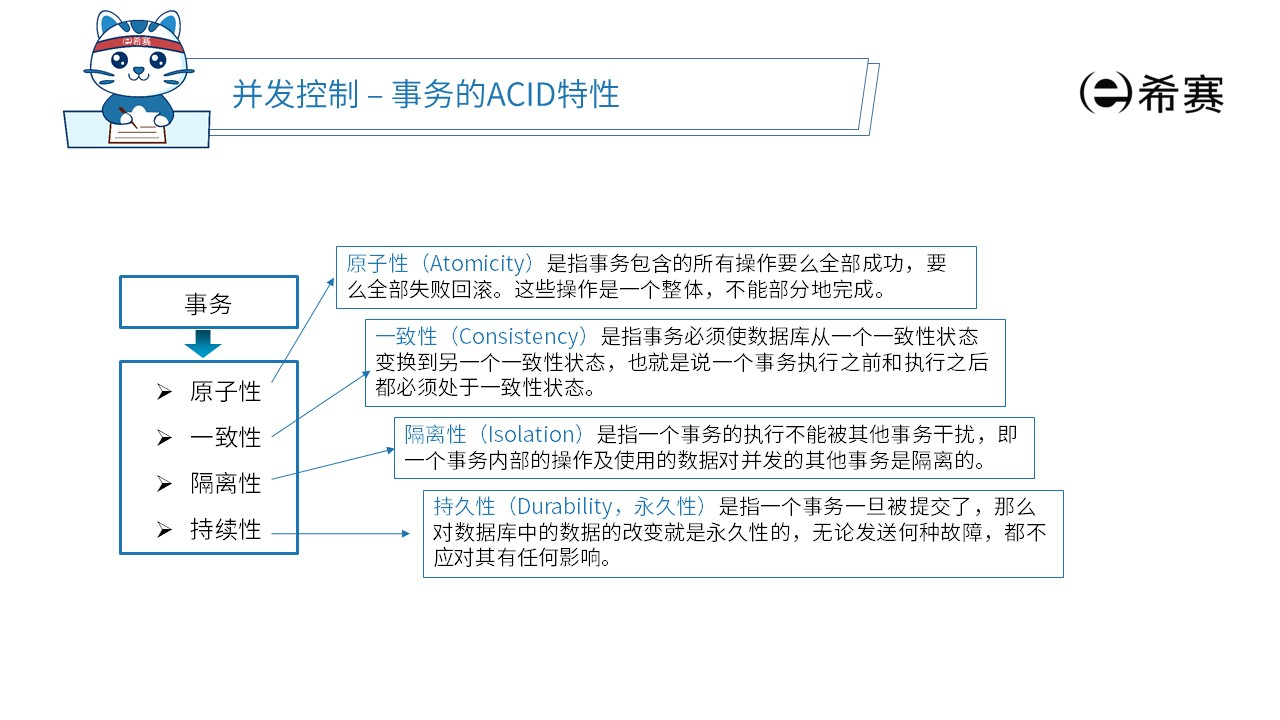 希赛
并发控制 – 事务的ACID特性
希赛
事务
原子性
一致性
隔离性
持续性
原子性（Atomicity）是指事务包含的所有操作要么全部成功，要
么全部失败回滚。这些操作是一个整体，不能部分地完成。
一致性（Consistency）是指事务必须使数据库从一个一致性状态
变换到另一个一致性状态，也就是说一个事务执行之前和执行之后
都必须处于一致性状态。
隔离性（Isolation）是指一个事务的执行不能被其他事务干扰，即
一个事务内部的操作及使用的数据对并发的其他事务是隔离的。
持久性（Durability，永久性）是指一个事务一旦被提交了，那么
对数据库中的数据的改变就是永久性的，无论发送何种故障，都不
应对其有任何影响。